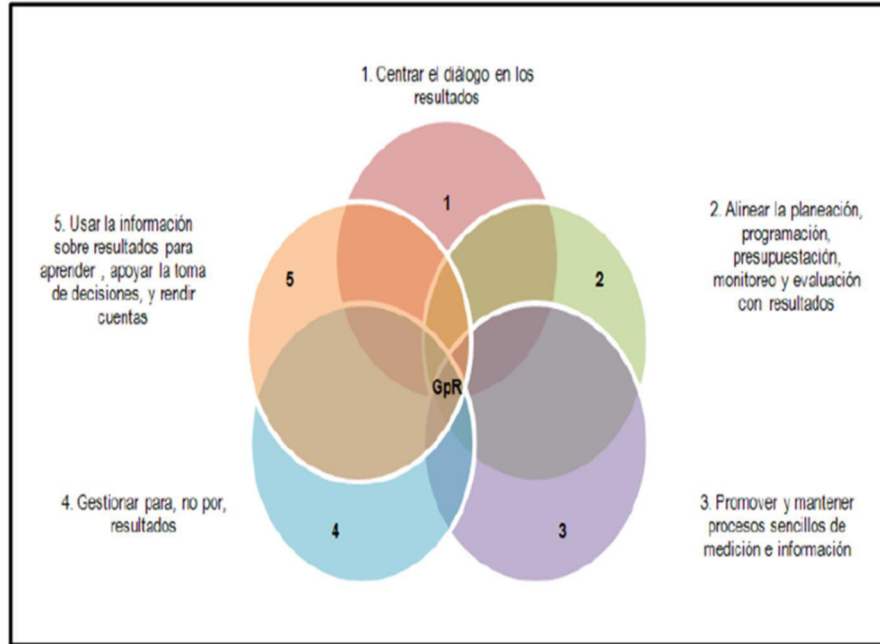 1. Centrar el diálogo en los
resultados
1
2. Alinear la planeación,
programación,
presupuestación,
monitoreo y evaluación
con resultados
2
5. Usar la información
sobre resultados para
aprender , apoyar la toma
de decisiones, y rendir
cuentas
5
GpR
4. Gestionar para, no por,
resultados
4
3
3. Promover y mantener
procesos sencillos de
medición e información